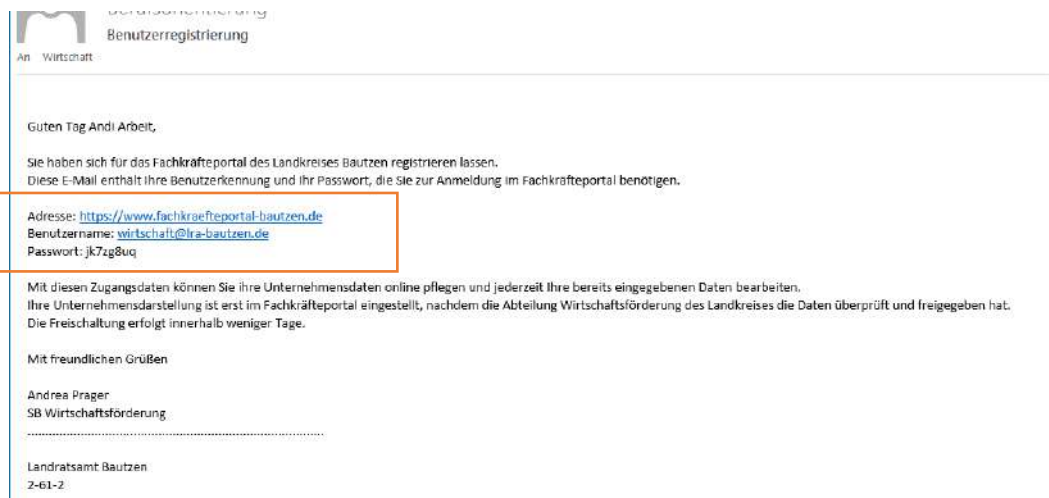 Berufsorientierung
Benutzerregistrierung
An Wirtschaft
Guten Tag Andi Arbeit,
Sie haben sich für das Fachkräfteportal des Landkreises Bautzen registrieren lassen.
Diese E-Mail enthält Ihre Benutzerkennung und Ihr Passwort, die Sie zur Anmeldung im Fachkräfteportal benötigen.
Adresse: https://www.fachkraefteportal-bautzen.de
Benutzername: wirtschaft@lra-bautzen.de
Passwort: jk7zg8uq
Mit diesen Zugangsdaten können Sie ihre Unternehmensdaten online pflegen und jederzeit Ihre bereits eingegebenen Daten bearbeiten.
Ihre Unternehmensdarstellung ist erst im Fachkräfteportal eingestellt, nachdem die Abteilung Wirtschaftsförderung des Landkreises die Daten überprüft und freigegeben hat.
Die Freischaltung erfolgt innerhalb weniger Tage.
Mit freundlichen Grüßen
Andrea Prager
SB Wirtschaftsförderung
Landratsamt Bautzen
2-61-2